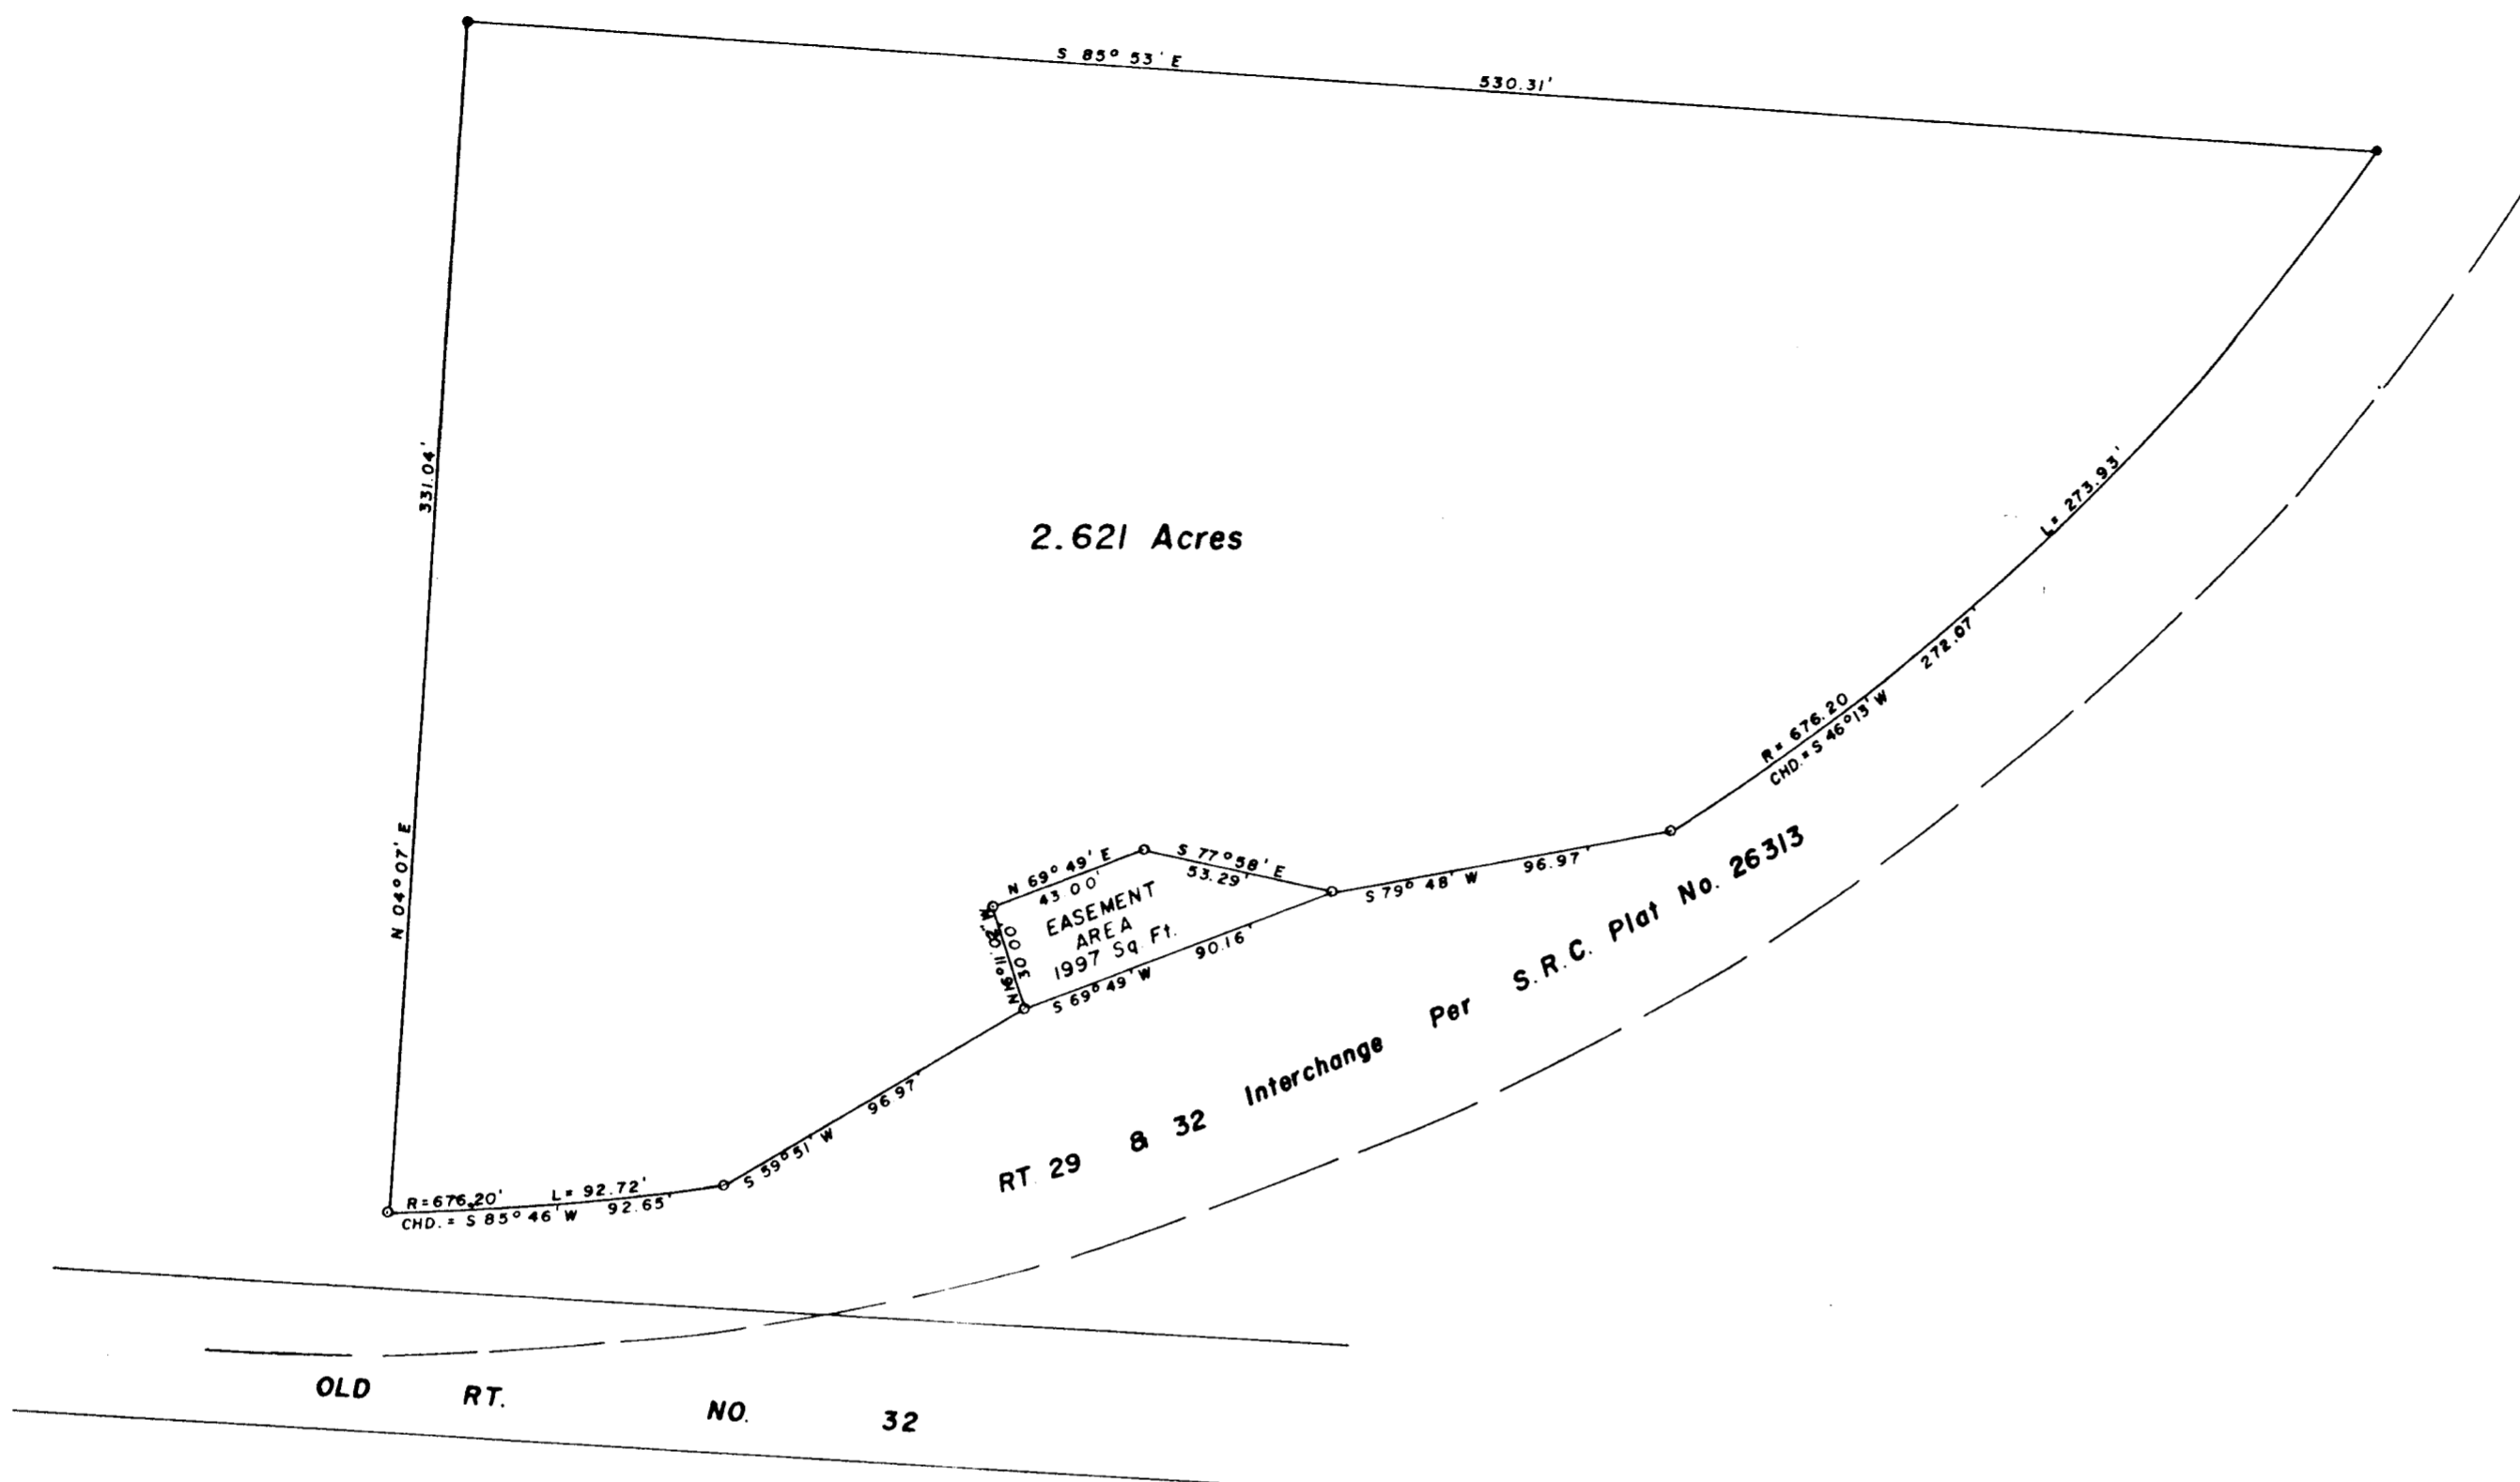 S 85° 53' E 530.31'
331.04'
N 04° 07' E
2.621 Acres
L= 273.93'
272.07'
R= 676.20
CHD.= S 46°13' W
N 69° 49' E
43 00'
S 77°58' E
53.29'
30 00
EASEMENT
AREA
1997 Sq. Ft.
S 69° 49' W 90.16'
S 79° 48' W 96.97'
S 59° 51' W 96 97'
R=676.20' L= 92.72'
CHD. = S 85° 46' W 92.65'
RT. 29 & 32 Interchange Per S.R.C. Plat No. 26313
OLD RT. NO. 32